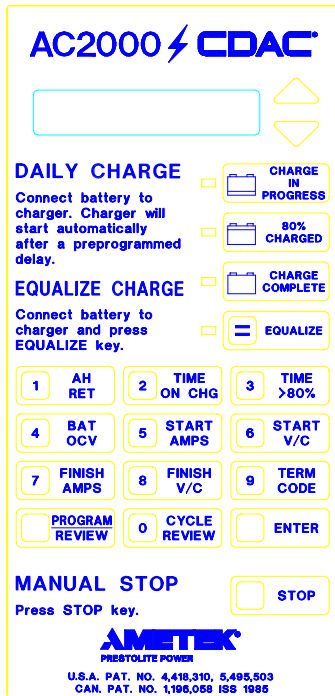 AC2000 CDAC
DAILY CHARGE
Connect battery to
charger. Charger will
start automatically
after a preprogrammed
delay.
CHARGE
IN
PROGRESS
80%
CHARGED
CHARGE
COMPLETE
EQUALIZE CHARGE
Connect battery to
charger and press
EQUALIZE key.
= EQUALIZE
1 AH
RET
2 TIME
ON CHG
3 TIME
>80%
4 BAT
OCV
5 START
AMPS
6 START
V/C
7 FINISH
AMPS
8 FINISH
V/C
9 TERM
CODE
PROGRAM
REVIEW
0 CYCLE
REVIEW
ENTER
MANUAL STOP
Press STOP key.
STOP
AMETEK®
PRESTOLITE POWER
U.S.A. PAT. NO. 4,418,310, 5,495,503
CAN. PAT. NO. 1,196,058 ISS 1985